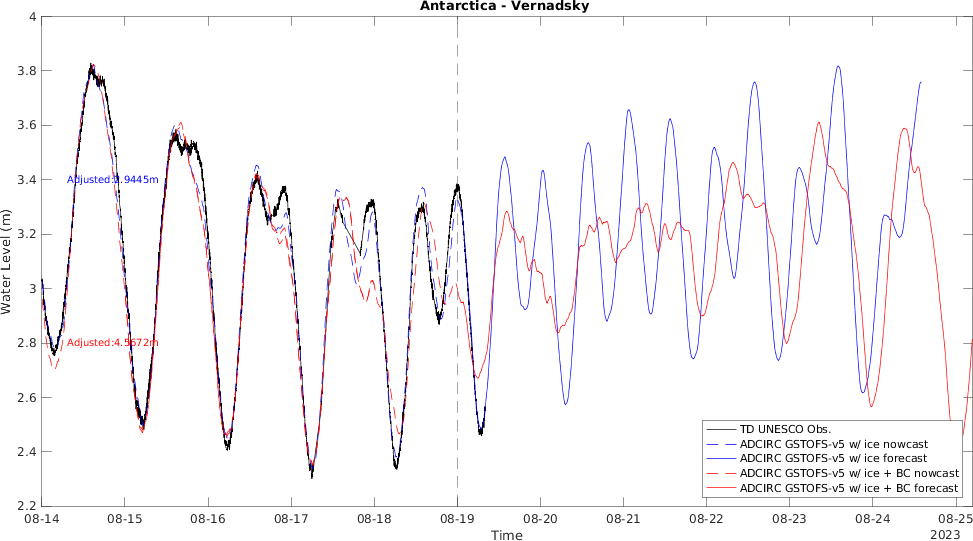 Antarctica - Vernadsky
4
3.8
3.6
3.4
3.2
3
2.8
2.6
2.4
2.2
Water Level (m)
Adjusted:3.9445m
Adjusted:4.5672m
TD UNESCO Obs.
ADCIRC GSTOFS-v5 w/ ice nowcast
ADCIRC GSTOFS-v5 w/ ice forecast
ADCIRC GSTOFS-v5 w/ ice + BC nowcast
ADCIRC GSTOFS-v5 w/ ice + BC forecast
08-14 08-15 08-16 08-17 08-18 08-19 08-20 08-21 08-22 08-23 08-24 08-25
2023
Time